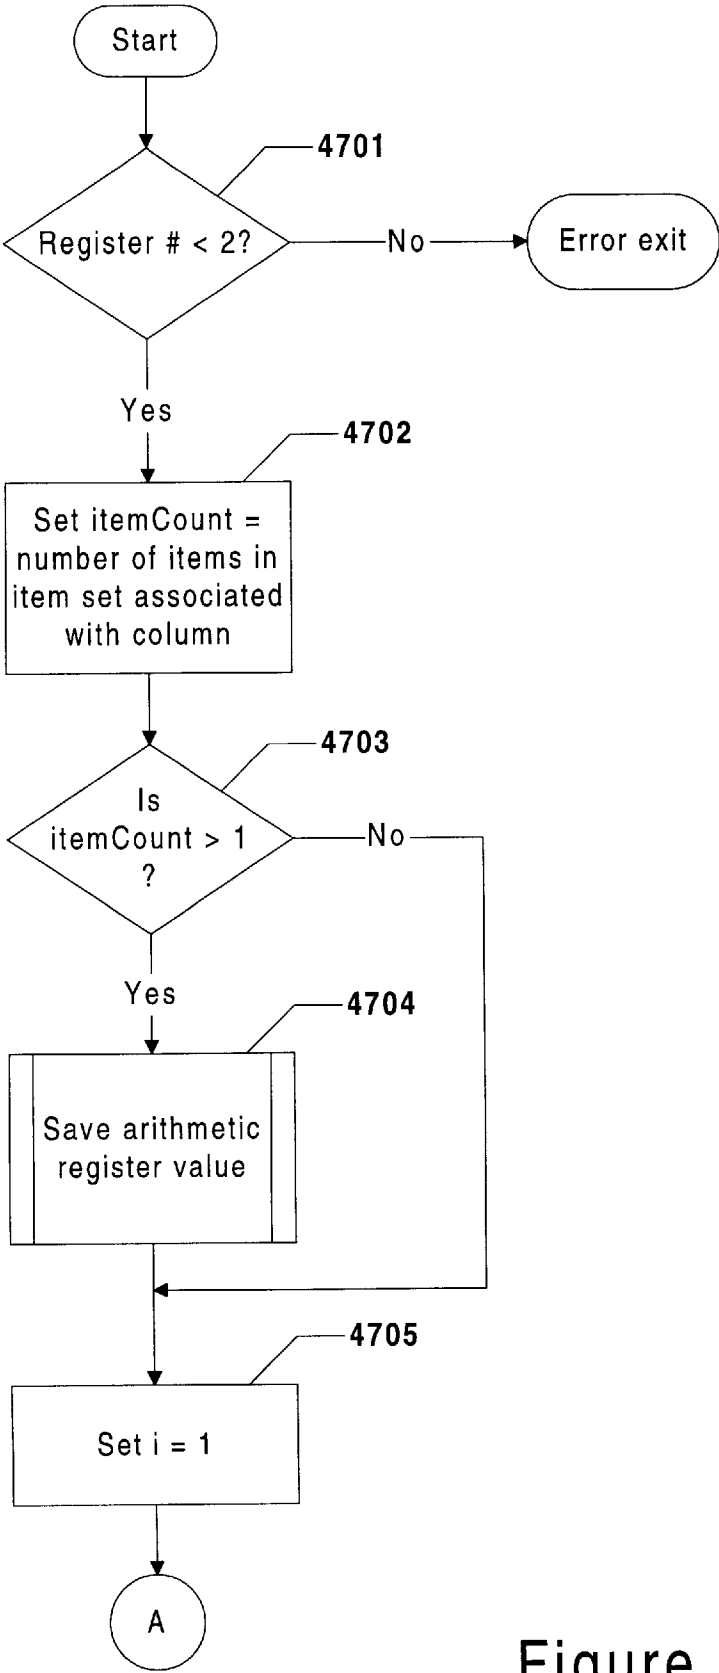 Start
4701
Register # < 2?
No
Error exit
Yes
4702
Set itemCount =
number of items in
item set associated
with column
4703
Is
itemCount > 1
?
No
Yes
4704
Save arithmetic
register value
4705
Set i = 1
A
Figure